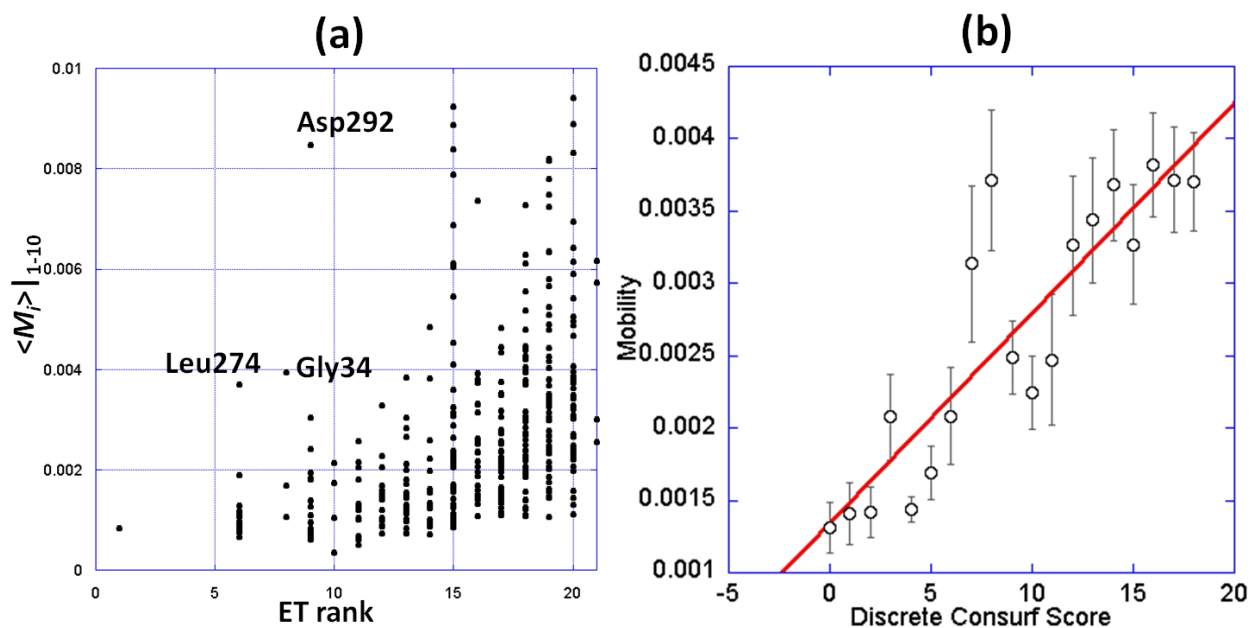 (a)
0.01
0.008
0.006
0.004
0.002
0
<Mi>|1-10
Asp292
Leu274
Gly34
0
5
10
15
20
ET rank
(b)
0.0045
0.004
0.0035
0.003
0.0025
0.002
0.0015
0.001
Mobility
-5
0
5
10
15
20
Discrete Consurf Score